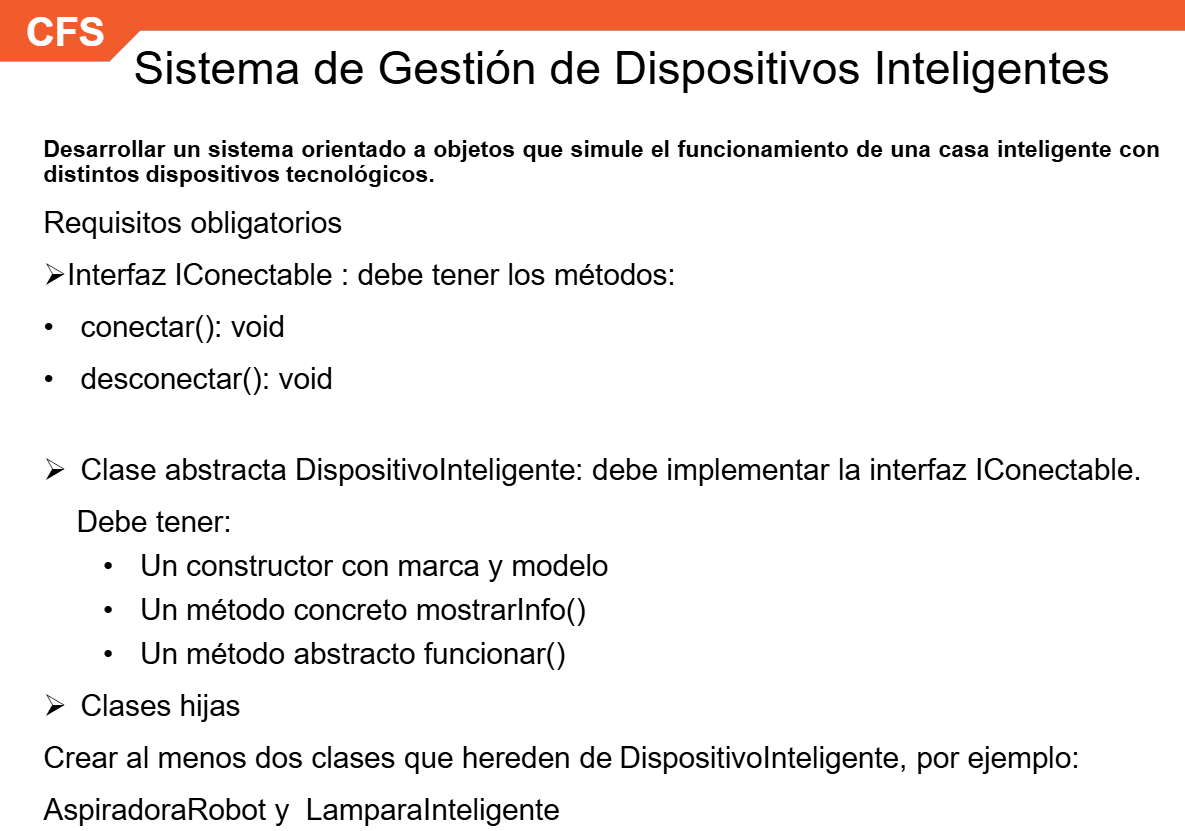 CFS
Sistema de Gestión de Dispositivos Inteligentes
Desarrollar un sistema orientado a objetos que simule el funcionamiento de una casa inteligente con
distintos dispositivos tecnológicos.
Requisitos obligatorios
➢Interfaz IConectable : debe tener los métodos:
• conectar(): void
• desconectar(): void
➢ Clase abstracta DispositivoInteligente: debe implementar la interfaz IConectable.
Debe tener:
• Un constructor con marca y modelo
• Un método concreto mostrarInfo()
• Un método abstracto funcionar()
➢ Clases hijas
Crear al menos dos clases que hereden de DispositivoInteligente, por ejemplo:
AspiradoraRobot y LamparaInteligente